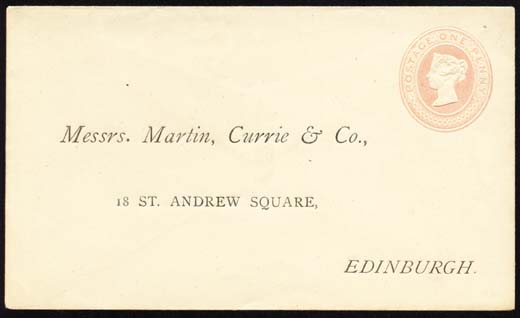 POSTAGE ONE PENNY
Messrs. Martin, Currie & Co.,
18 ST. ANDREW SQUARE,
EDINBURGH.